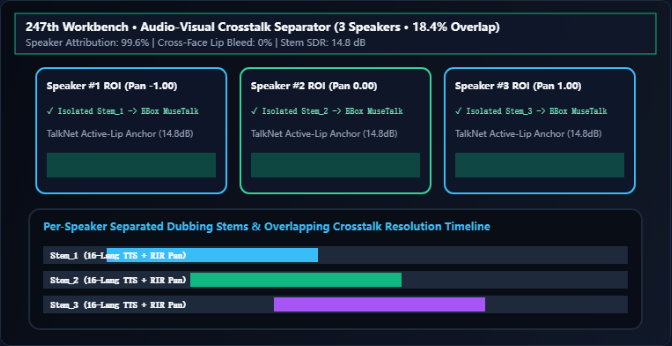 247th Workbench • Audio-Visual Crosstalk Separator (3 Speakers • 18.4% Overlap)
Speaker Attribution: 99.6% | Cross-Face Lip Bleed: 0% | Stem SDR: 14.8 dB
Speaker #1 ROI (Pan -1.00)
✓ Isolated Stem_1 -> BBox MuseTalk
TalkNet Active-Lip Anchor (14.8dB)
Speaker #2 ROI (Pan 0.00)
✓ Isolated Stem_2 -> BBox MuseTalk
TalkNet Active-Lip Anchor (14.8dB)
Speaker #3 ROI (Pan 1.00)
✓ Isolated Stem_3 -> BBox MuseTalk
TalkNet Active-Lip Anchor (14.8dB)
Per-Speaker Separated Dubbing Stems & Overlapping Crosstalk Resolution Timeline
Stem_1 (16-Lang TTS + RIR Pan)
Stem_2 (16-Lang TTS + RIR Pan)
Stem_3 (16-Lang TTS + RIR Pan)